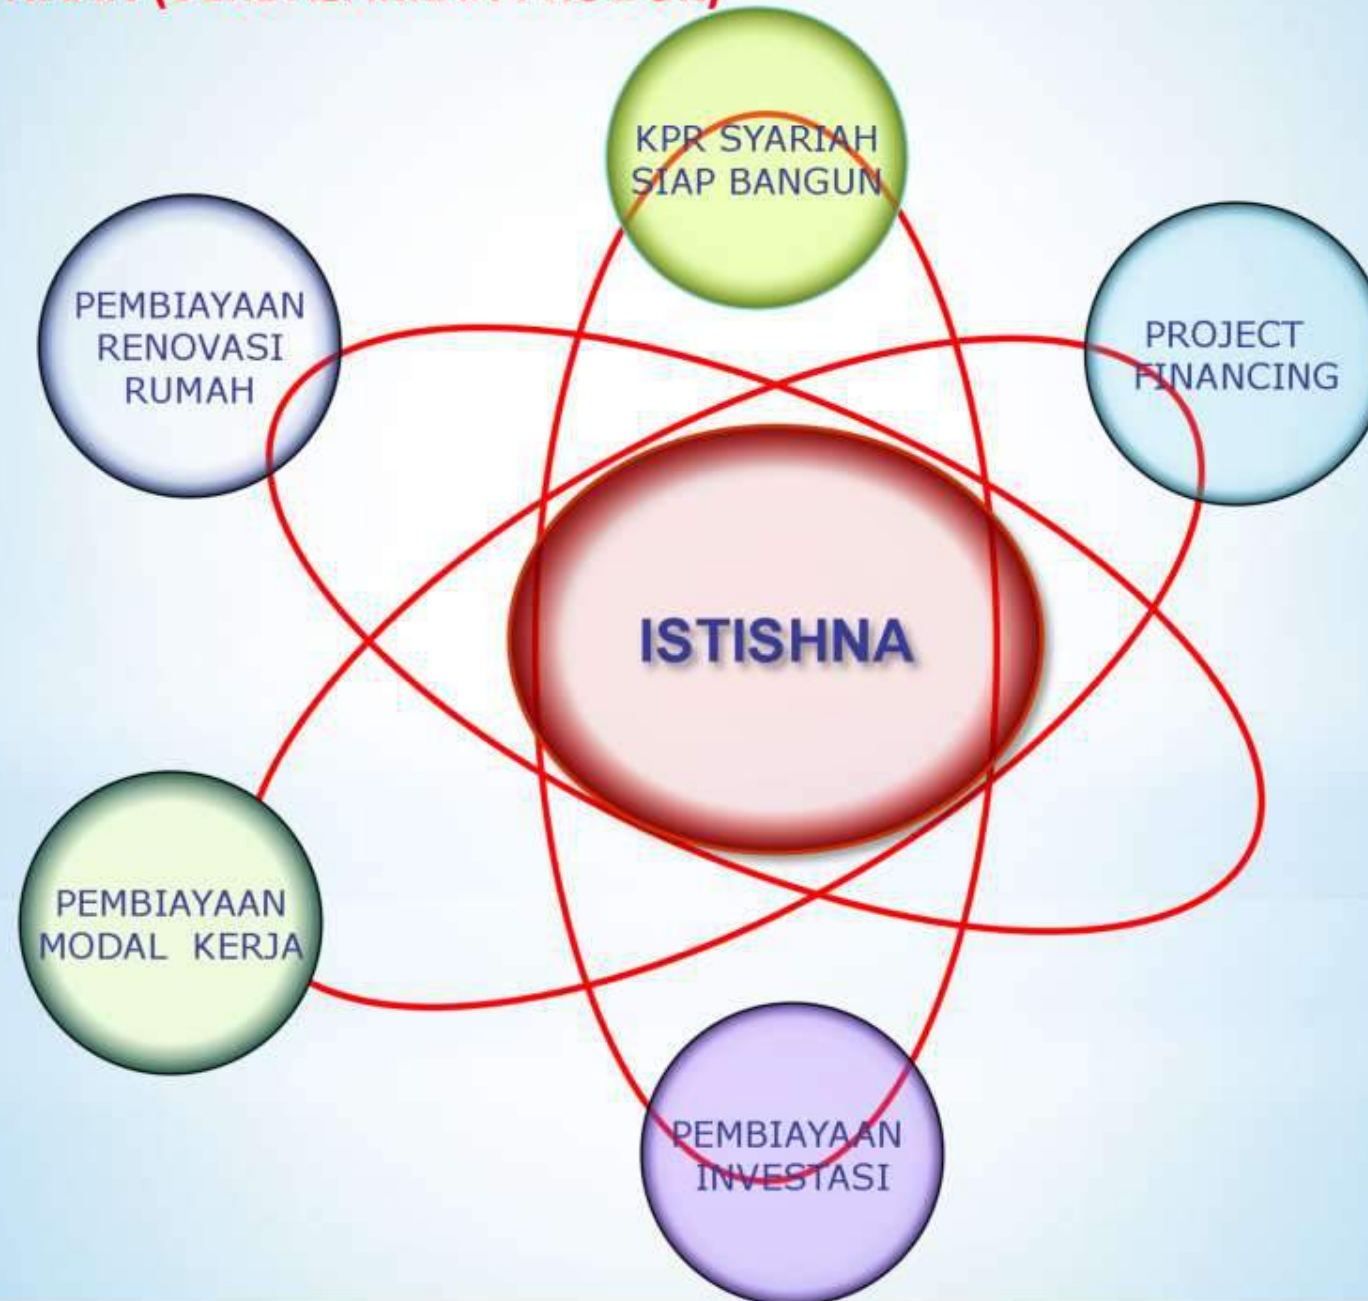 KPR SYARIAH
SIAP BANGUN
PEMBIAYAAN
RENOVASI
RUMAH
PROJECT
FINANCING
ISTISHNA
PEMBIAYAAN
MODAL KERJA
PEMBIAYAAN
INVESTASI